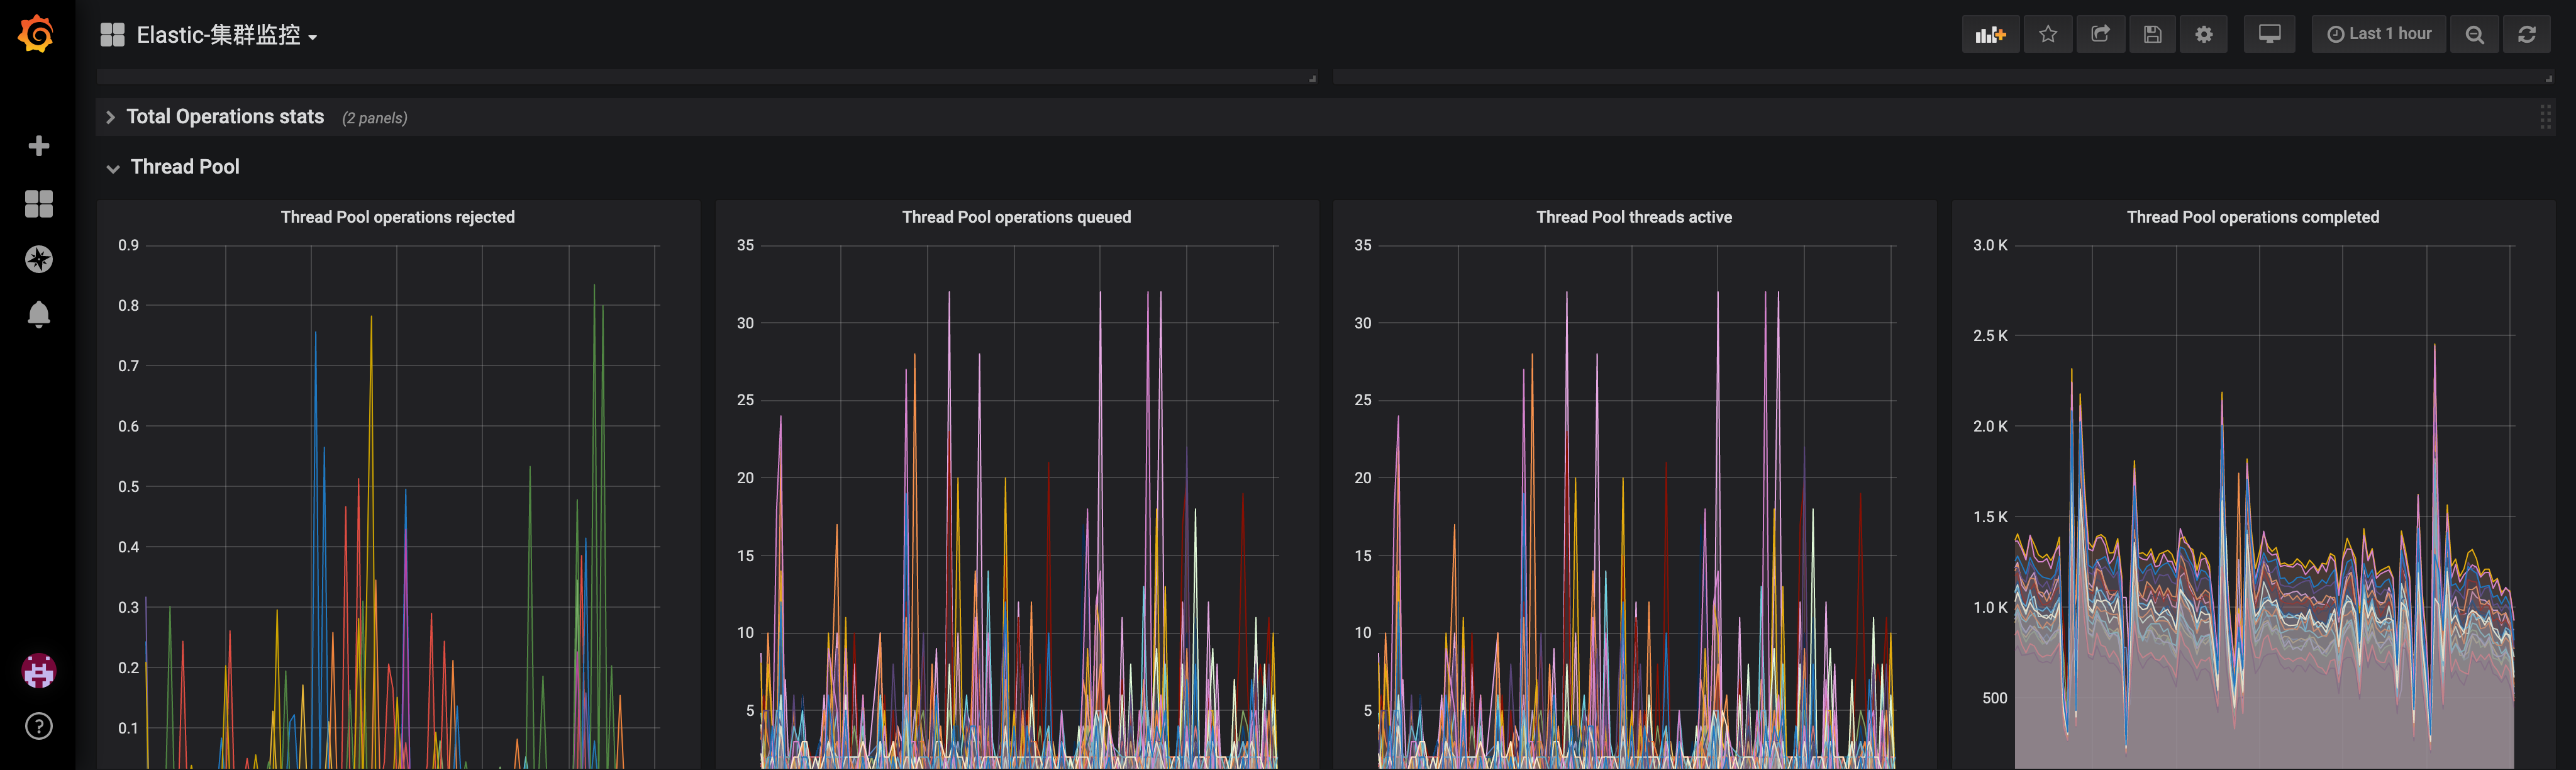 Elastic-集群监控
Last 1 hour
Total Operations stats (2 panels)
Thread Pool
Thread Pool operations rejected
0.9
0.8
0.7
0.6
0.5
0.4
0.3
0.2
0.1
Thread Pool operations queued
35
30
25
20
15
10
5
Thread Pool threads active
35
30
25
20
15
10
5
Thread Pool operations completed
3.0 K
2.5 K
2.0 K
1.5 K
1.0 K
500